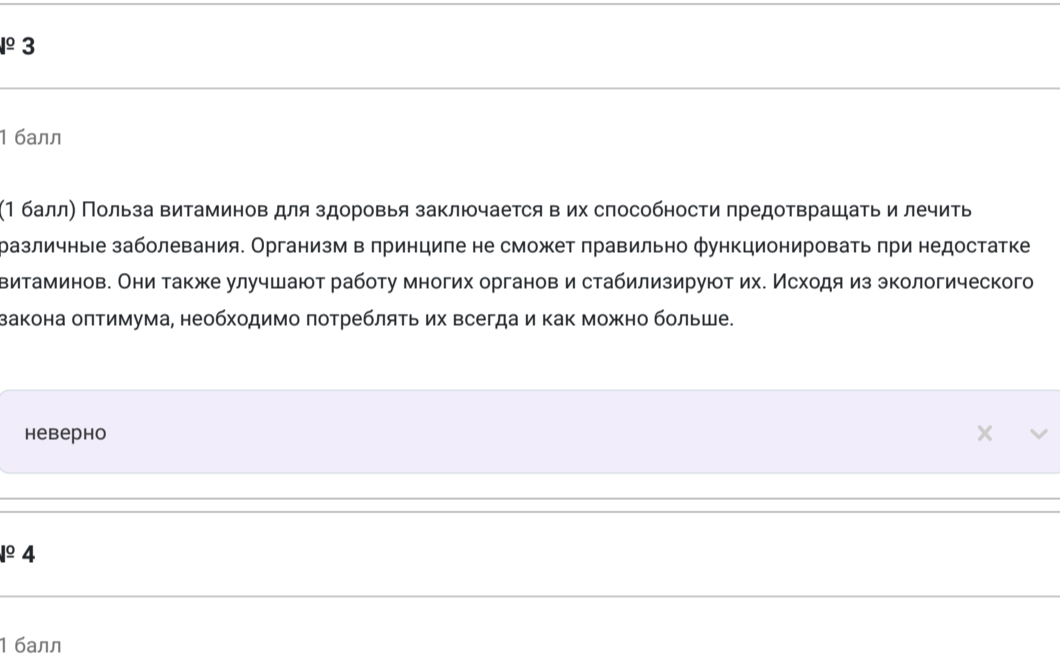 № 3
1 балл
(1 балл) Польза витаминов для здоровья заключается в их способности предотвращать и лечить
различные заболевания. Организм в принципе не сможет правильно функционировать при недостатке
витаминов. Они также улучшают работу многих органов и стабилизируют их. Исходя из экологического
закона оптимума, необходимо потреблять их всегда и как можно больше.
неверно
№ 4
1 балл